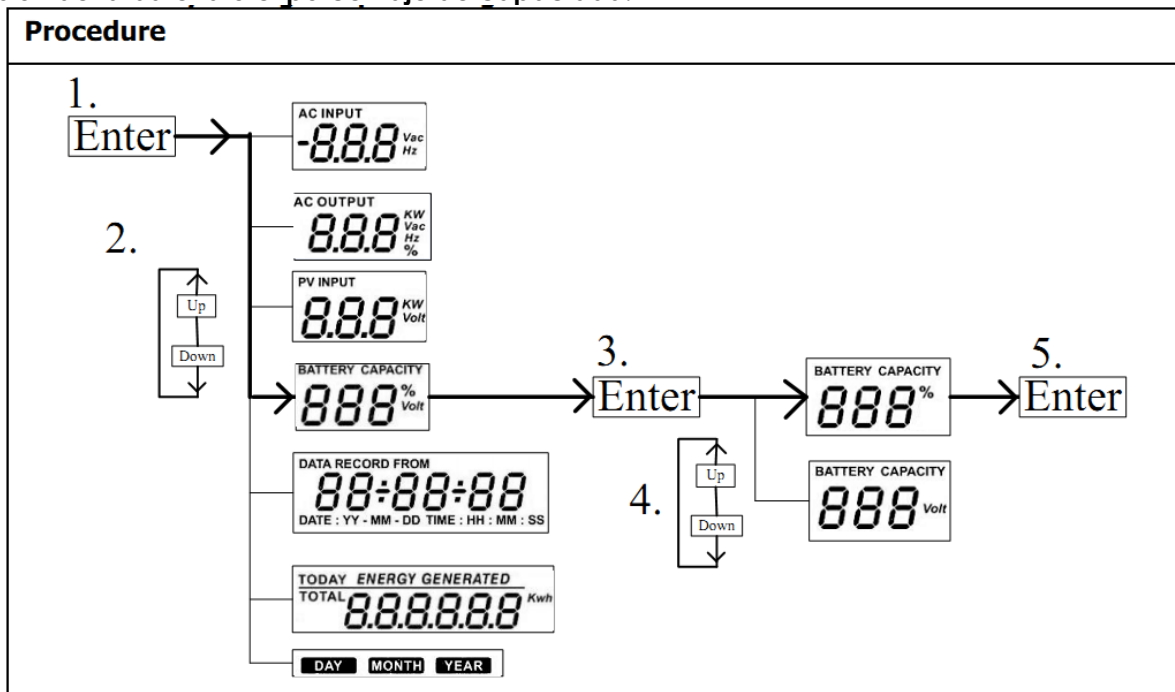 Procedure
1.
Enter
AC INPUT
-8.8.8 Vac
Hz
AC OUTPUT
8.8.8 KW
Vac
Hz
%
2.
Up
Down
PV INPUT
8.8.8 KW
Volt
BATTERY CAPACITY
888 %
Volt
3.
Enter
BATTERY CAPACITY
888 %
5.
Enter
4.
Up
Down
BATTERY CAPACITY
888 Volt
DATA RECORD FROM
88:88:88
DATE : YY - MM - DD TIME : HH : MM : SS
TODAY ENERGY GENERATED
TOTAL 8.8.8.8.8.8 Kwh
DAY MONTH YEAR